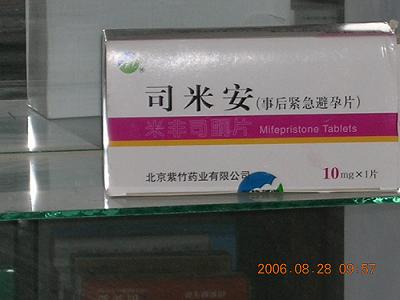 司米安(事后紧急避孕片)
米非司酮片 Mifepristone Tablets
北京紫竹药业有限公司
10mg×1片
2006.08.28 09:57